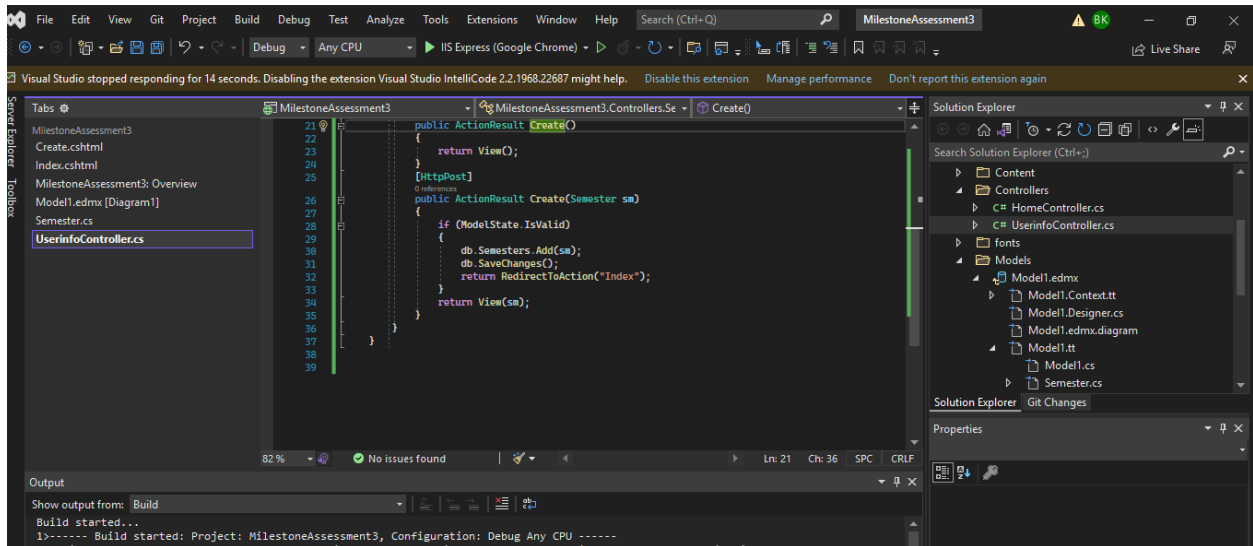 File Edit View Git Project Build Debug Test Analyze Tools Extensions Window Help Search (Ctrl+Q) MilestoneAssessment3 BK
Debug Any CPU IIS Express (Google Chrome) Live Share
Visual Studio stopped responding for 14 seconds. Disabling the extension Visual Studio IntelliCode 2.2.1968.22687 might help. Disable this extension Manage performance Don't report this extension again
Server Explorer
Toolbox
Tabs
MilestoneAssessment3
Create.cshtml
Index.cshtml
MilestoneAssessment3: Overview
Model1.edmx [Diagram1]
Semester.cs
UserinfoController.cs
MilestoneAssessment3 MilestoneAssessment3.Controllers.Se Create()
21 public ActionResult Create()
22 {
23 return View();
24 }
25 [HttpPost]
0 references
26 public ActionResult Create(Semester sm)
27 {
28 if (ModelState.IsValid)
29 {
30 db.Semesters.Add(sm);
31 db.SaveChanges();
32 return RedirectToAction("Index");
33 }
34 return View(sm);
35 }
36 }
37 }
38
39
82 % No issues found Ln: 21 Ch: 36 SPC CRLF
Output
Show output from: Build
Build started...
1>------ Build started: Project: MilestoneAssessment3, Configuration: Debug Any CPU ------
Solution Explorer
Search Solution Explorer (Ctrl+;)
Content
Controllers
C# HomeController.cs
C# UserinfoController.cs
fonts
Models
Model1.edmx
Model1.Context.tt
Model1.Designer.cs
Model1.edmx.diagram
Model1.tt
Model1.cs
Semester.cs
Solution Explorer Git Changes
Properties